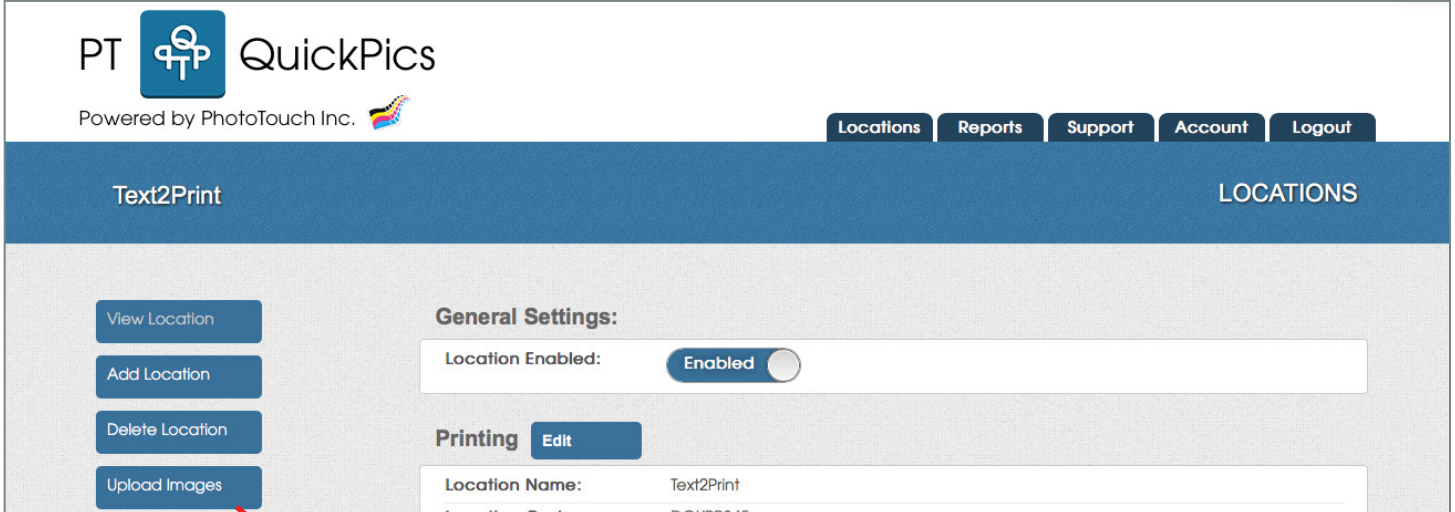 PT QPTP QuickPics
Powered by PhotoTouch Inc.
Locations Reports Support Account Logout
Text2Print LOCATIONS
View Location
Add Location
Delete Location
Upload Images
General Settings:
Location Enabled: Enabled
Printing Edit
Location Name: Text2Print